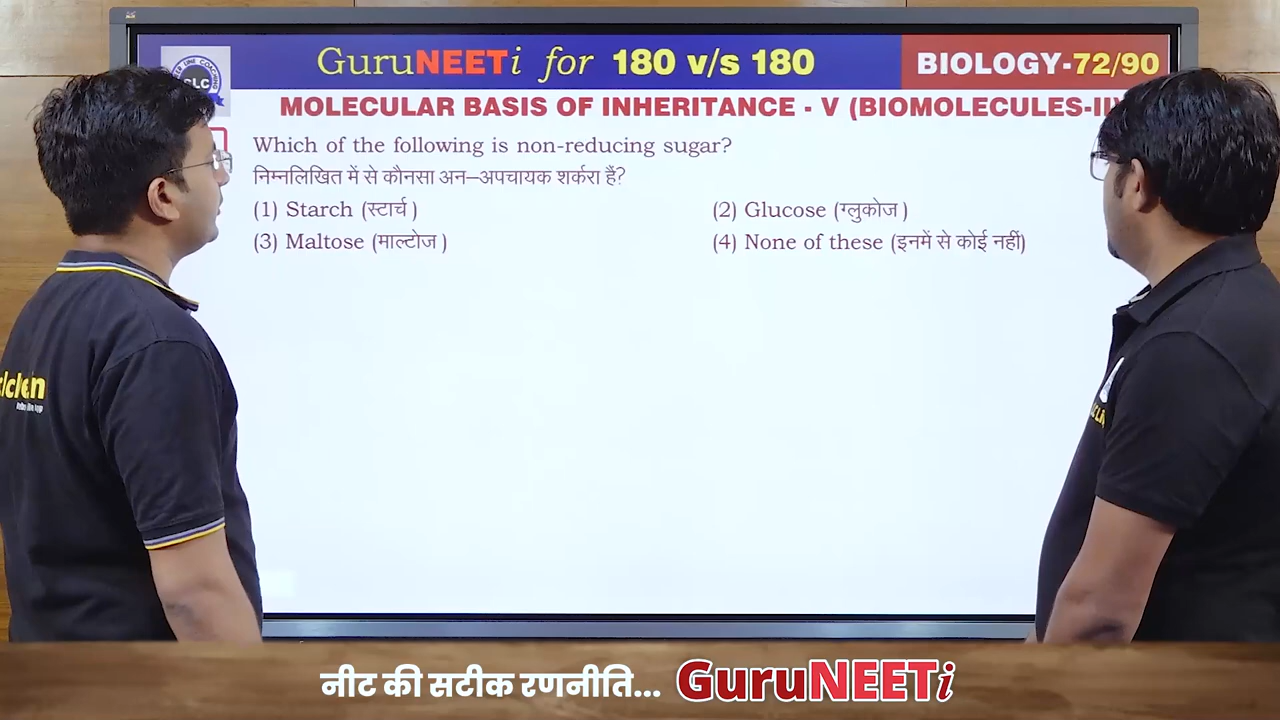 GuruNEETi for 180 v/s 180
BIOLOGY-72/90
MOLECULAR BASIS OF INHERITANCE - V (BIOMOLECULES-II)
Which of the following is non-reducing sugar?
निम्नलिखित में से कौनसा अन–अपचायक शर्करा हैं?
(1) Starch (स्टार्च )
(2) Glucose (ग्लुकोज )
(3) Maltose (माल्टोज )
(4) None of these (इनमें से कोई नहीं)
नीट की सटीक रणनीति... GuruNEETi